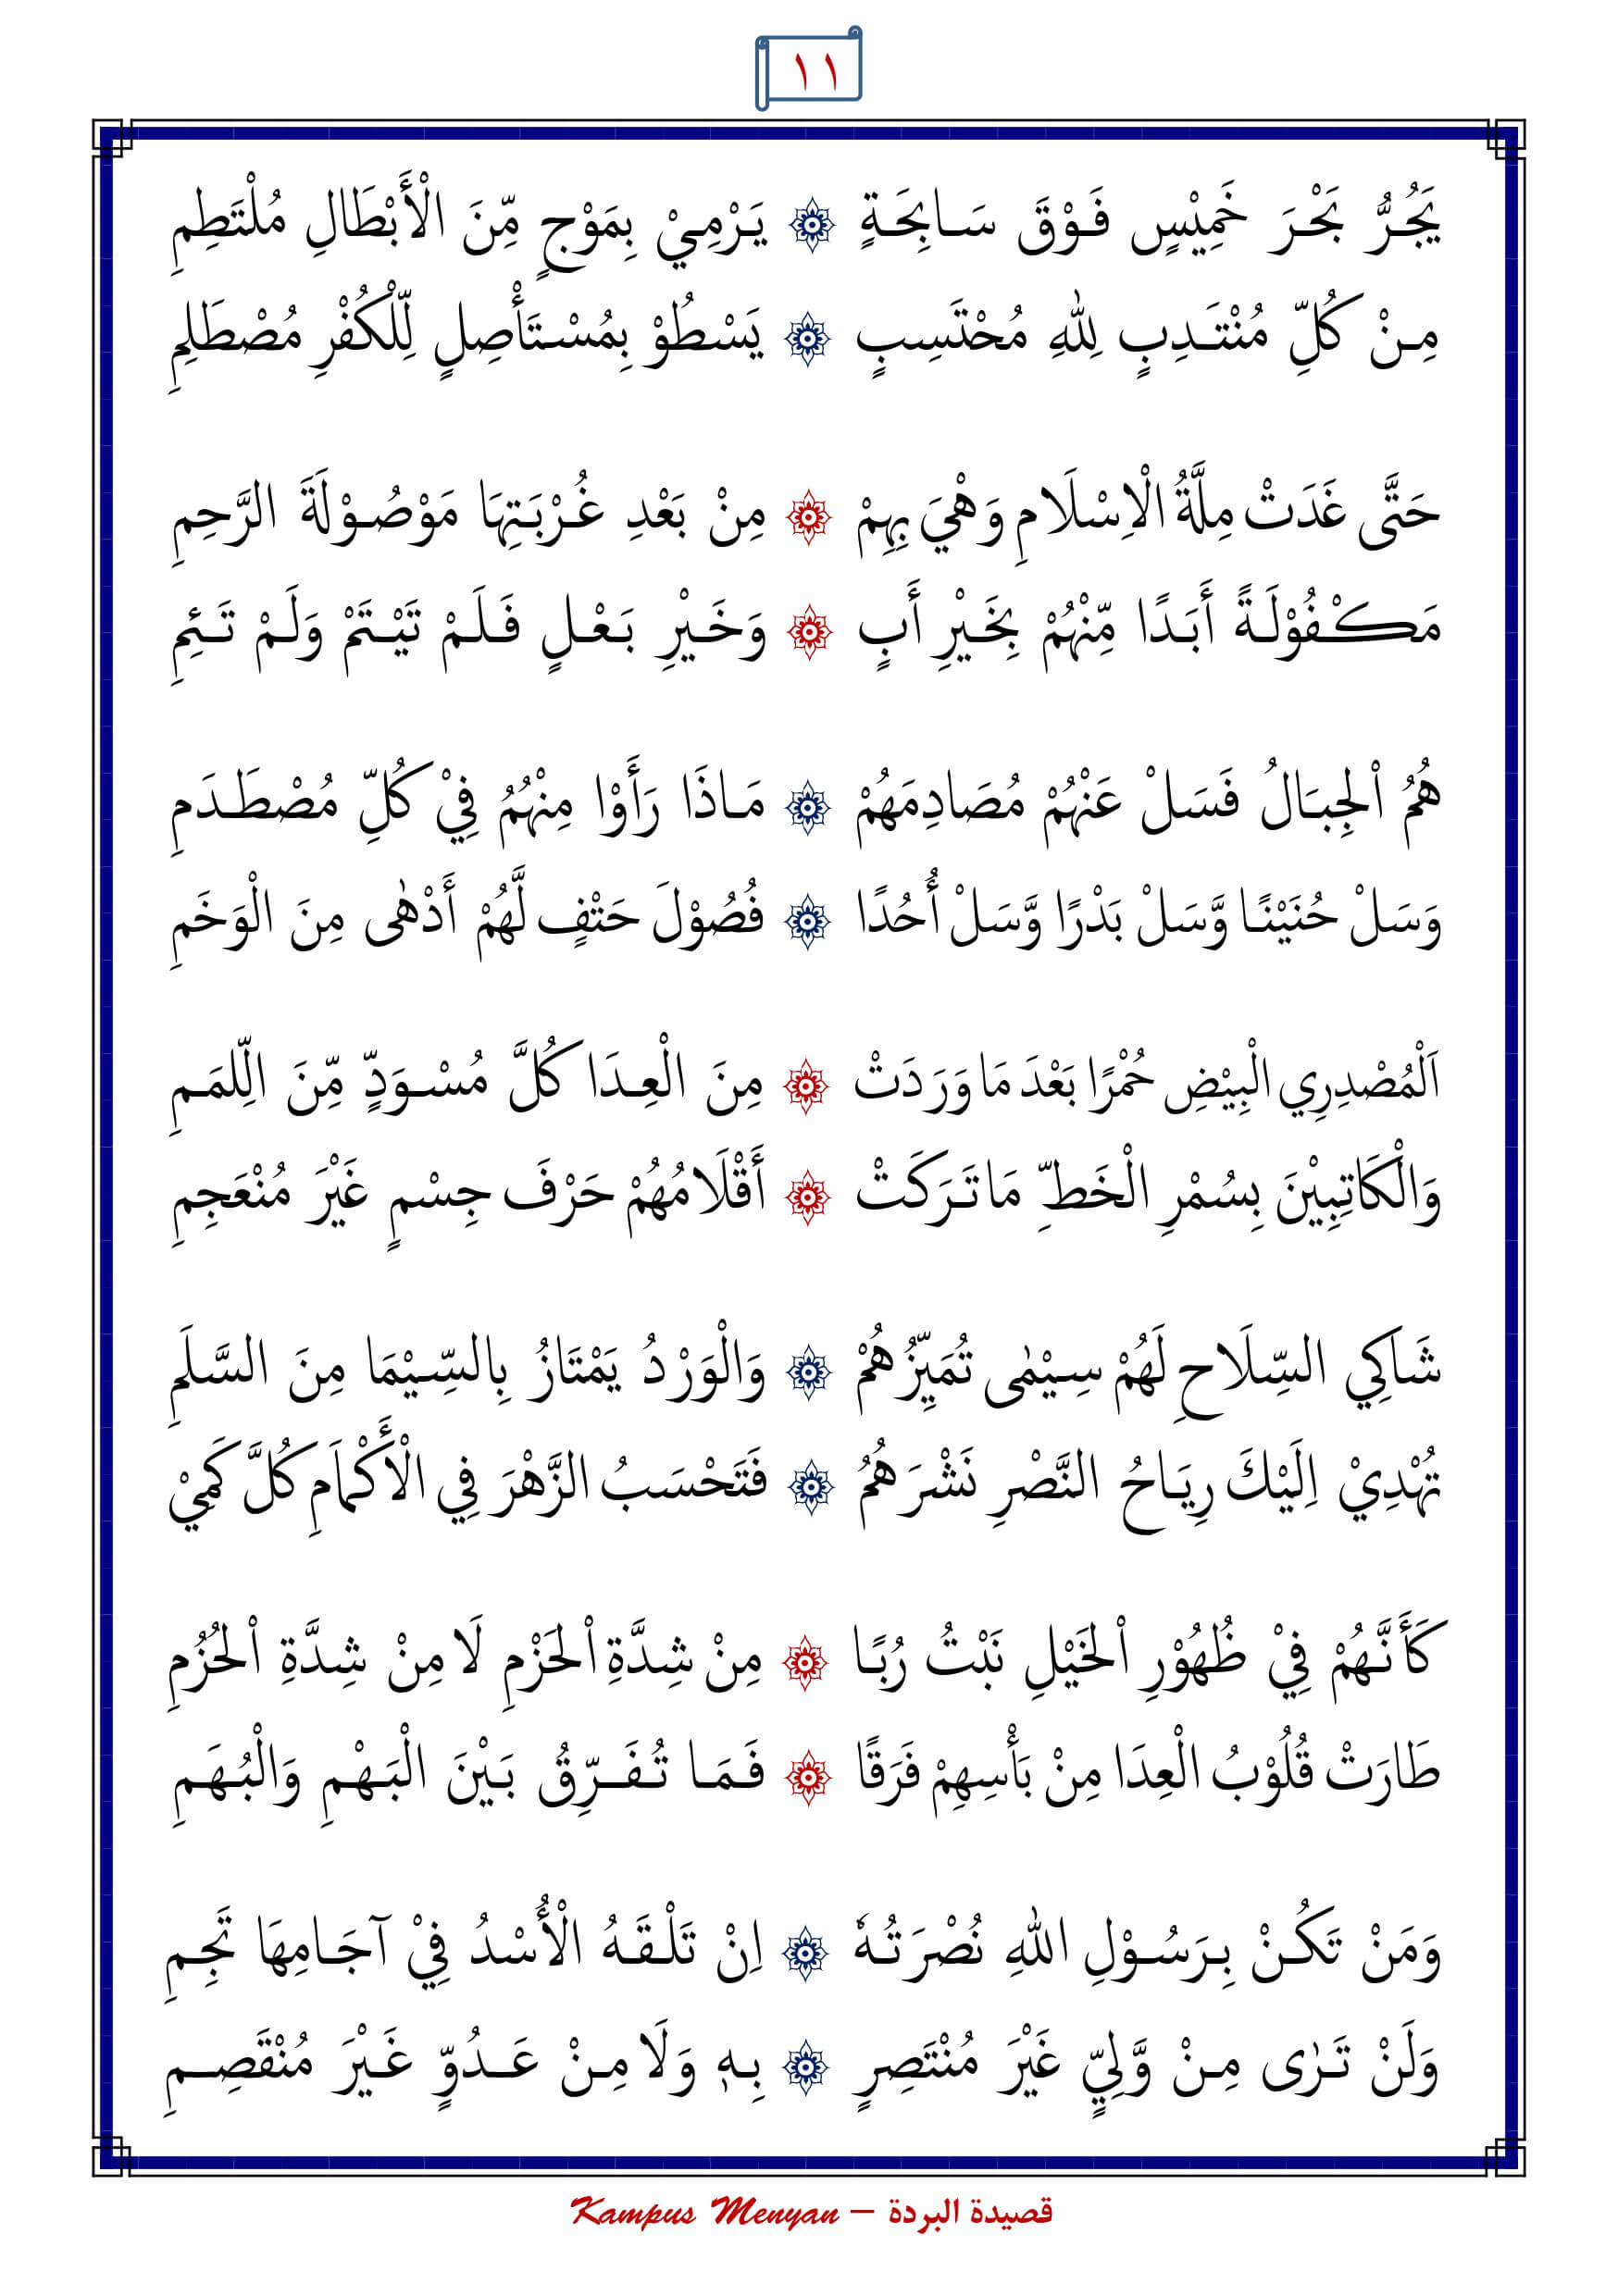 ١١
يَجُرُّ بَحْرَ خَمِيْسٍ فَوْقَ سَابِحَةٍ ۞ يَرْمِيْ بِمَوْجٍ مِّنَ الْأَبْطَالِ مُلْتَطِمِ
مِنْ كُلِّ مُنْتَدِبٍ لِلّٰهِ مُحْتَسِبٍ ۞ يَسْطُوْ بِمُسْتَأْصِلٍ لِّلْكُفْرِ مُصْطَلِمِ
حَتَّى غَدَتْ مِلَّةُ الْاِسْلَامِ وَهْيَ بِهِمْ ۞ مِنْ بَعْدِ غُرْبَتِهَا مَوْصُوْلَةَ الرَّحِمِ
مَكْفُوْلَةً أَبَدًا مِّنْهُمْ بِخَيْرِ أَبٍ ۞ وَخَيْرِ بَعْلٍ فَلَمْ تَيْتَمْ وَلَمْ تَئِمِ
هُمُ الْجِبَالُ فَسَلْ عَنْهُمْ مُصَادِمَهُمْ ۞ مَاذَا رَأَوْا مِنْهُمُ فِيْ كُلِّ مُصْطَدَمِ
وَسَلْ حُنَيْنًا وَّسَلْ بَدْرًا وَّسَلْ أُحُدًا ۞ فُصُوْلَ حَتْفٍ لَّهُمْ أَدْهٰى مِنَ الْوَخَمِ
اَلْمُصْدِرِي الْبِيْضِ حُمْرًا بَعْدَ مَا وَرَدَتْ ۞ مِنَ الْعِدَا كُلَّ مُسْوَدٍّ مِّنَ الِّلمَمِ
وَالْكَاتِبِيْنَ بِسُمْرِ الْخَطِّ مَا تَرَكَتْ ۞ أَقْلَامُهُمْ حَرْفَ جِسْمٍ غَيْرَ مُنْعَجِمِ
شَاكِي السِّلَاحِ لَهُمْ سِيْمٰى تُمَيِّزُهُمْ ۞ وَالْوَرْدُ يَمْتَازُ بِالسِّيْمَا مِنَ السَّلَمِ
تُهْدِيْ اِلَيْكَ رِيَاحُ النَّصْرِ نَشْرَهُمُ ۞ فَتَحْسَبُ الزَّهْرَ فِي الْأَكْمَامِ كُلَّ كَمِيْ
كَأَنَّهُمْ فِيْ ظُهُوْرِ الْخَيْلِ نَبْتُ رُبًا ۞ مِنْ شِدَّةِ الْحَزْمِ لَا مِنْ شِدَّةِ الْحُزُمِ
طَارَتْ قُلُوْبُ الْعِدَا مِنْ بَأْسِهِمْ فَرَقًا ۞ فَمَا تُفَرِّقُ بَيْنَ الْبَهْمِ وَالْبُهَمِ
وَمَنْ تَكُنْ بِرَسُوْلِ اللهِ نُصْرَتُهٗ ۞ اِنْ تَلْقَهُ الْأُسْدُ فِيْ آجَامِهَا تَجِمِ
وَلَنْ تَرٰى مِنْ وَّلِيٍّ غَيْرَ مُنْتَصِرٍ ۞ بِهٖ وَلَا مِنْ عَدُوٍّ غَيْرَ مُنْقَصِمِ
قصيدة البردة – Kampus Menyan